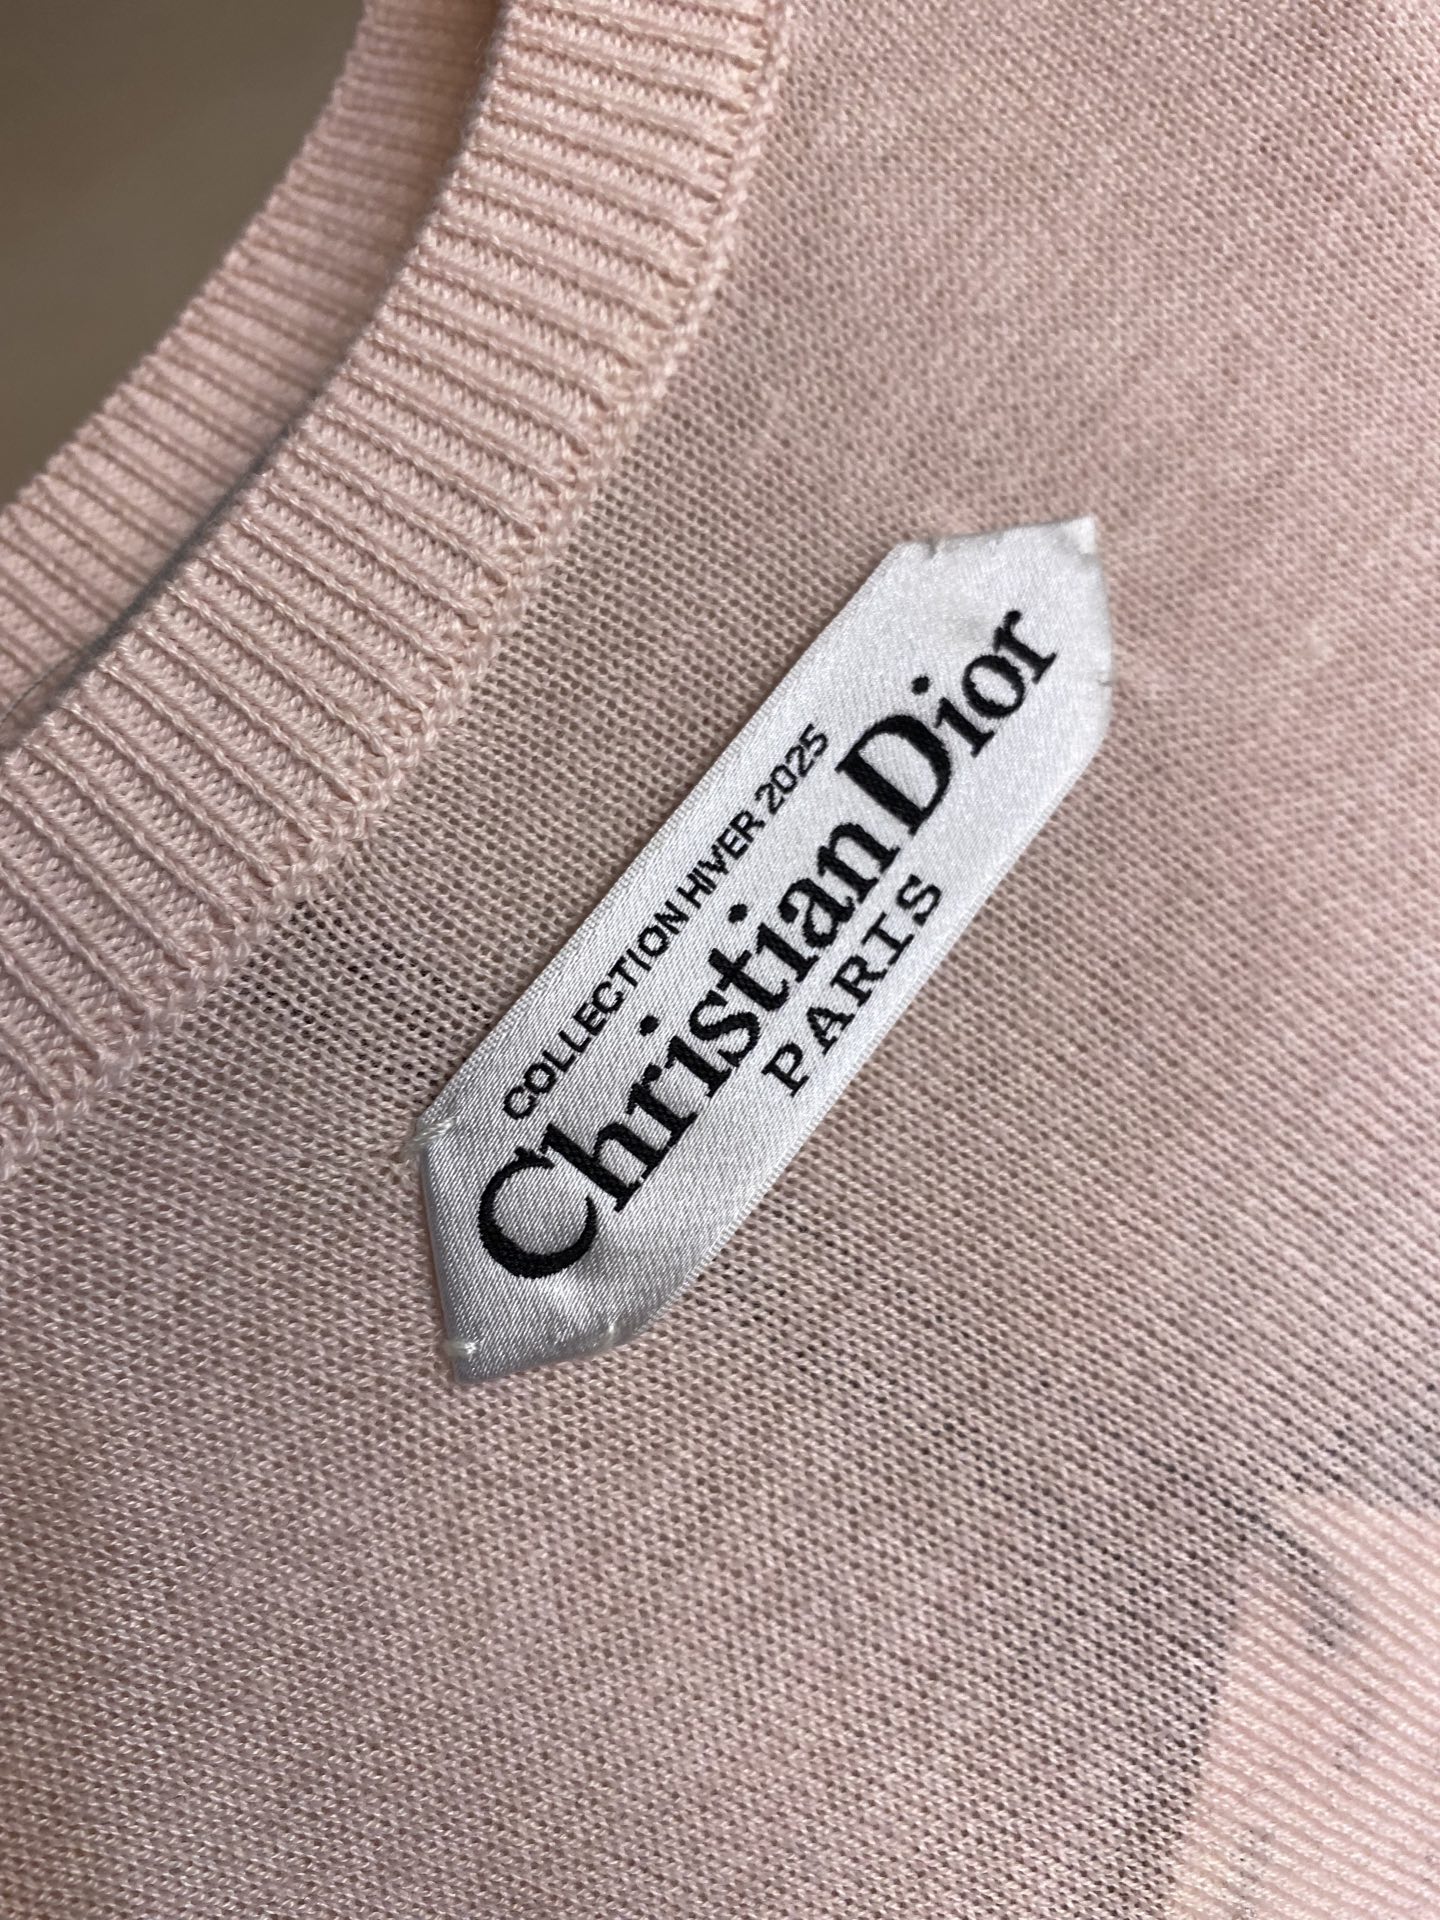 COLLECTION HIVER 2025
Christian Dior
PARIS